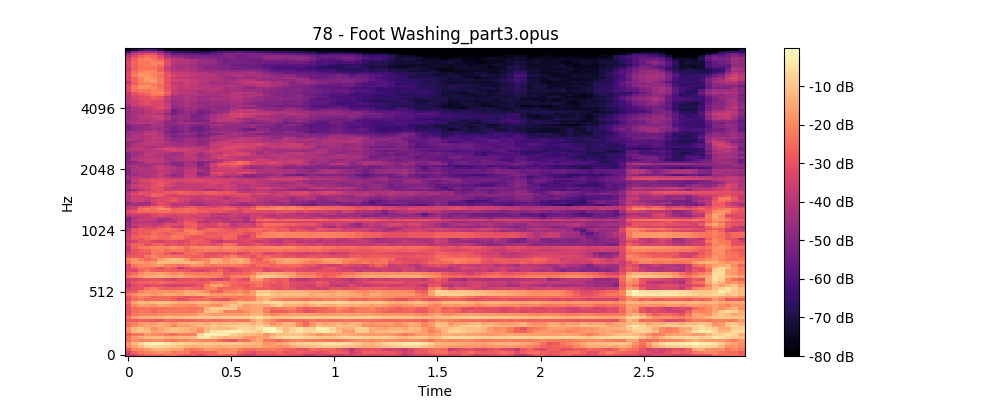 78 - Foot Washing_part3.opus
Hz
4096
2048
1024
512
0
0
0.5
1
1.5
2
2.5
Time
-10 dB
-20 dB
-30 dB
-40 dB
-50 dB
-60 dB
-70 dB
-80 dB